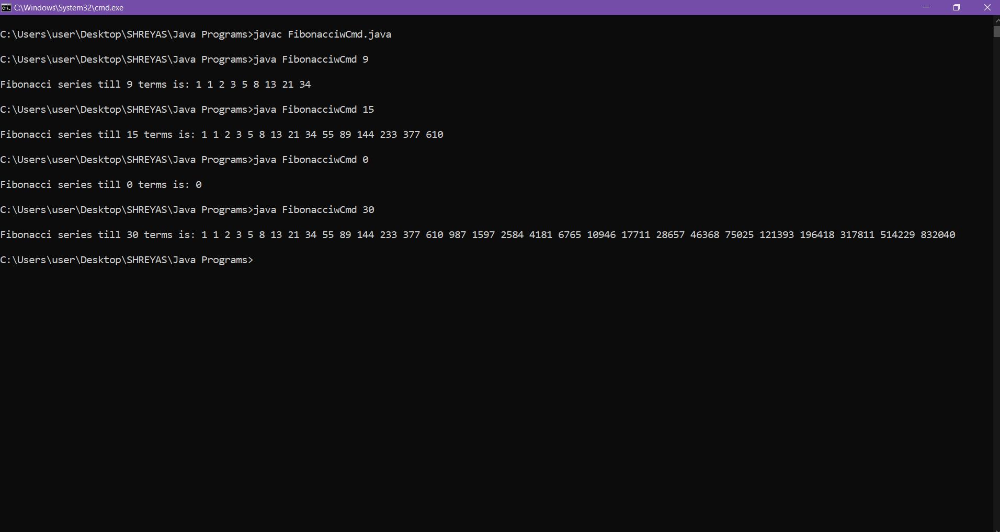 C:\Windows\System32\cmd.exe
C:\Users\user\Desktop\SHREYAS\Java Programs>javac FibonacciwCmd.java
C:\Users\user\Desktop\SHREYAS\Java Programs>java FibonacciwCmd 9
Fibonacci series till 9 terms is: 1 1 2 3 5 8 13 21 34
C:\Users\user\Desktop\SHREYAS\Java Programs>java FibonacciwCmd 15
Fibonacci series till 15 terms is: 1 1 2 3 5 8 13 21 34 55 89 144 233 377 610
C:\Users\user\Desktop\SHREYAS\Java Programs>java FibonacciwCmd 0
Fibonacci series till 0 terms is: 0
C:\Users\user\Desktop\SHREYAS\Java Programs>java FibonacciwCmd 30
Fibonacci series till 30 terms is: 1 1 2 3 5 8 13 21 34 55 89 144 233 377 610 987 1597 2584 4181 6765 10946 17711 28657 46368 75025 121393 196418 317811 514229 832040
C:\Users\user\Desktop\SHREYAS\Java Programs>